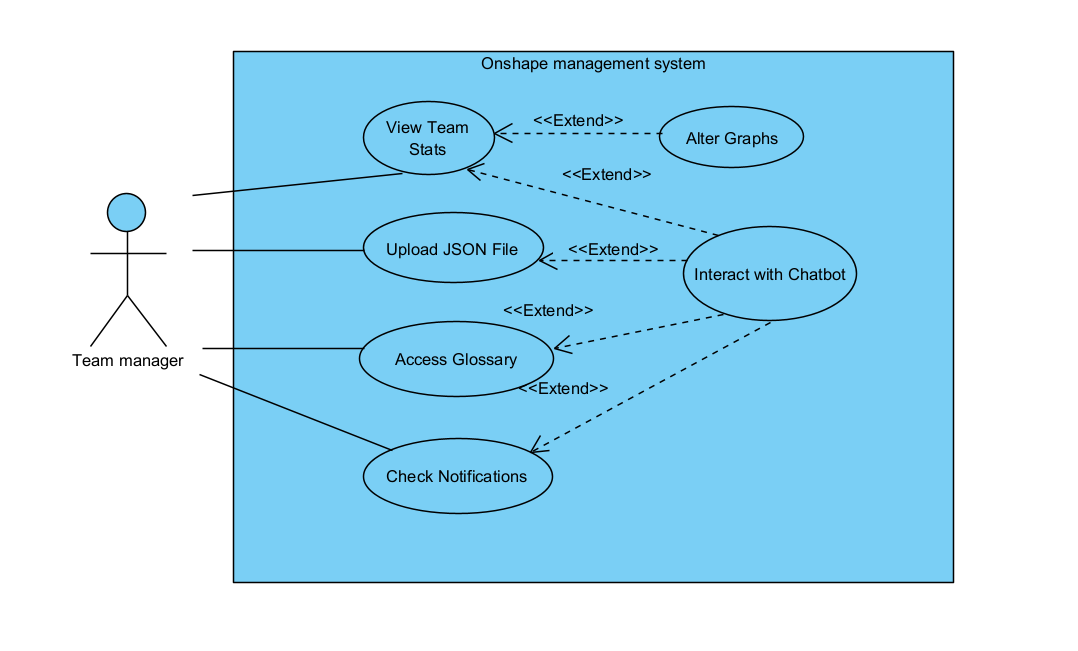 Onshape management system
View Team
Stats
<<Extend>>
Alter Graphs
<<Extend>>
Upload JSON File
<<Extend>>
Interact with Chatbot
<<Extend>>
Team manager
Access Glossary
<<Extend>>
Check Notifications